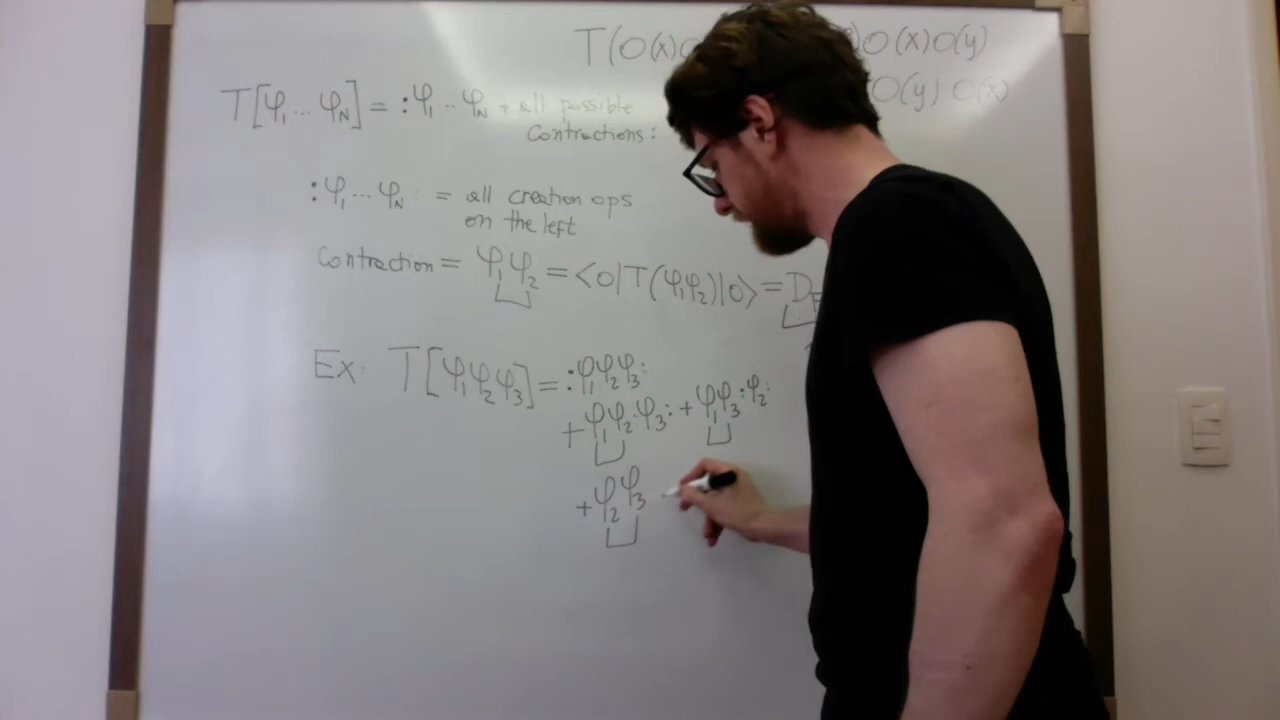 T(O(x)O )O(x)O(y)
O(y) O(x)
T[φ₁ ... φ_N] = :φ₁ ... φ_N + all possible
Contractions:
:φ₁ ... φ_N: = all creation ops
on the left
Contraction = φ₁φ₂ = <0|T(φ₁φ₂)|0> = D_F
Ex: T[φ₁φ₂φ₃] = :φ₁φ₂φ₃:
+ φ₁φ₂:φ₃: + φ₁φ₃:φ₂:
+ φ₂φ₃